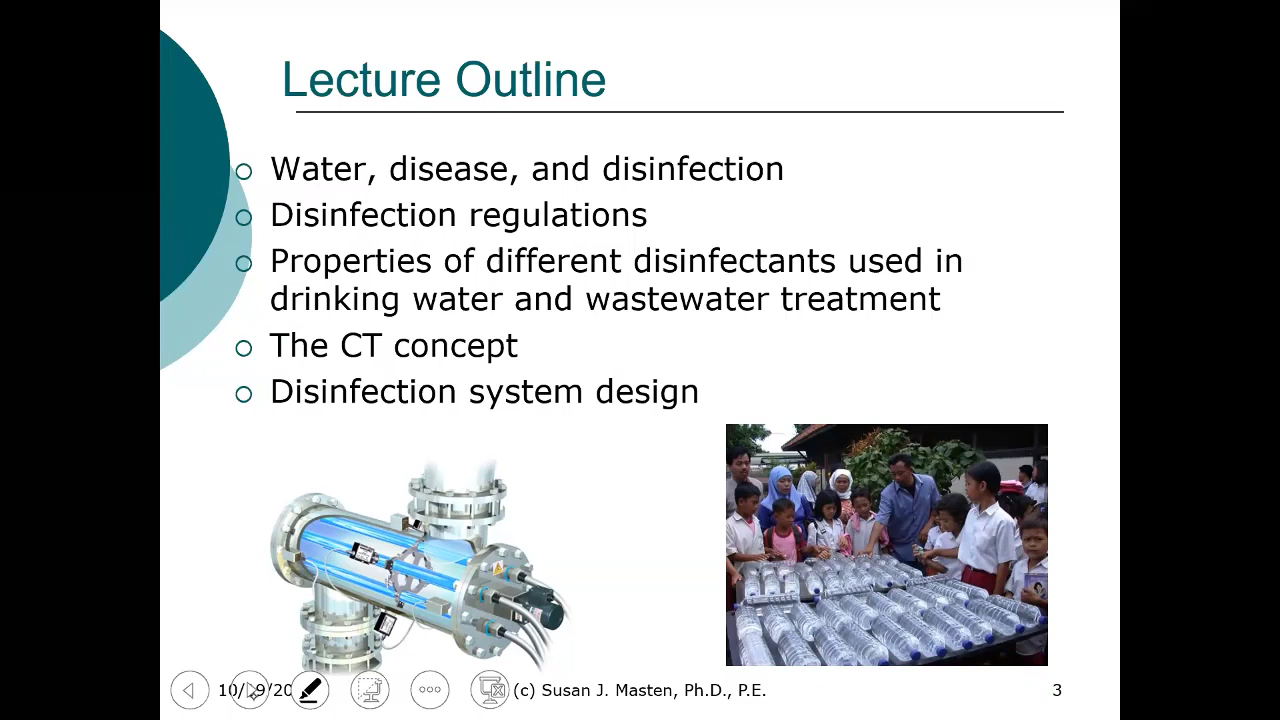 Lecture Outline
Water, disease, and disinfection
Disinfection regulations
Properties of different disinfectants used in
drinking water and wastewater treatment
The CT concept
Disinfection system design
(c) Susan J. Masten, Ph.D., P.E.
3